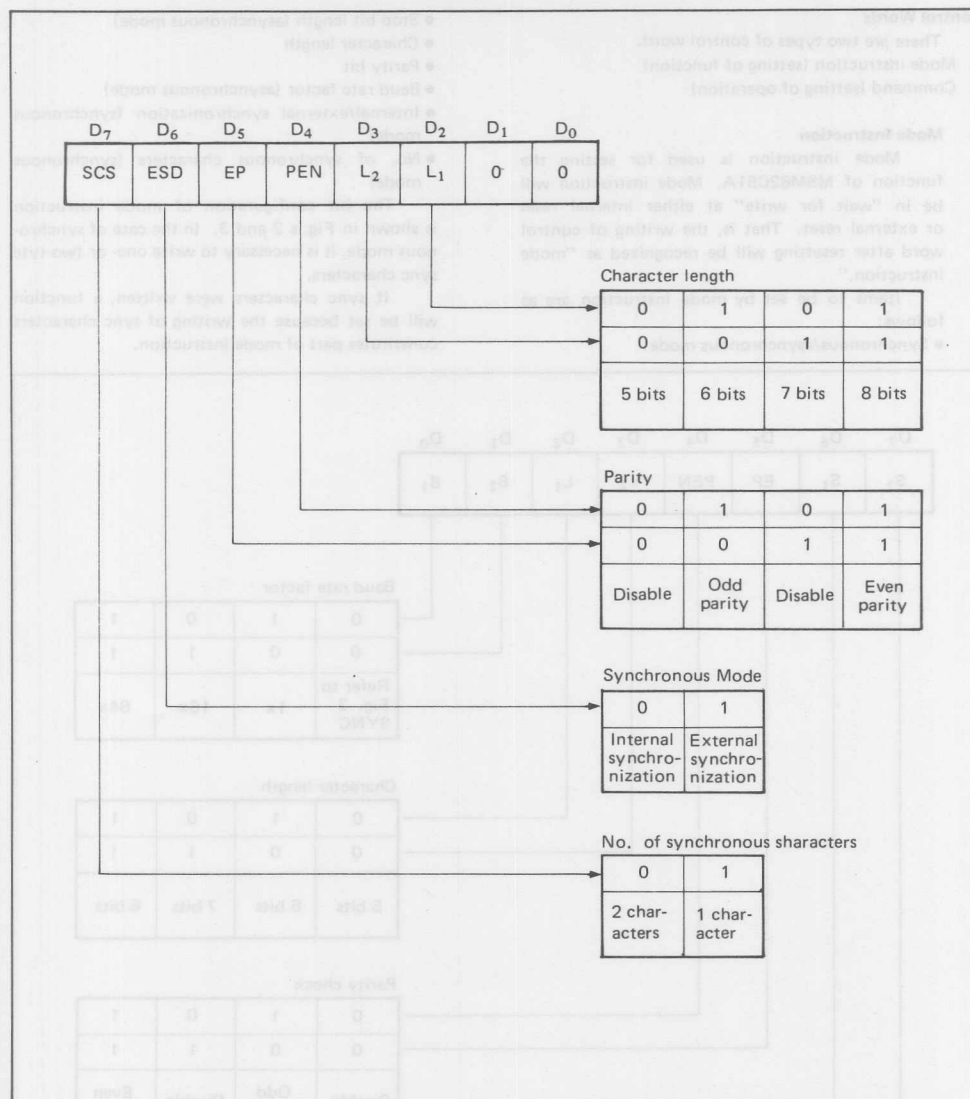 D7 D6 D5 D4 D3 D2 D1 D0
SCS ESD EP PEN L2 L1 0 0
Character length
0 1 0 1
0 0 1 1
5 bits 6 bits 7 bits 8 bits
Parity
0 1 0 1
0 0 1 1
Disable Odd parity Disable Even parity
Synchronous Mode
0 1
Internal synchro-nization External synchro-nization
No. of synchronous sharacters
0 1
2 char-acters 1 char-acter